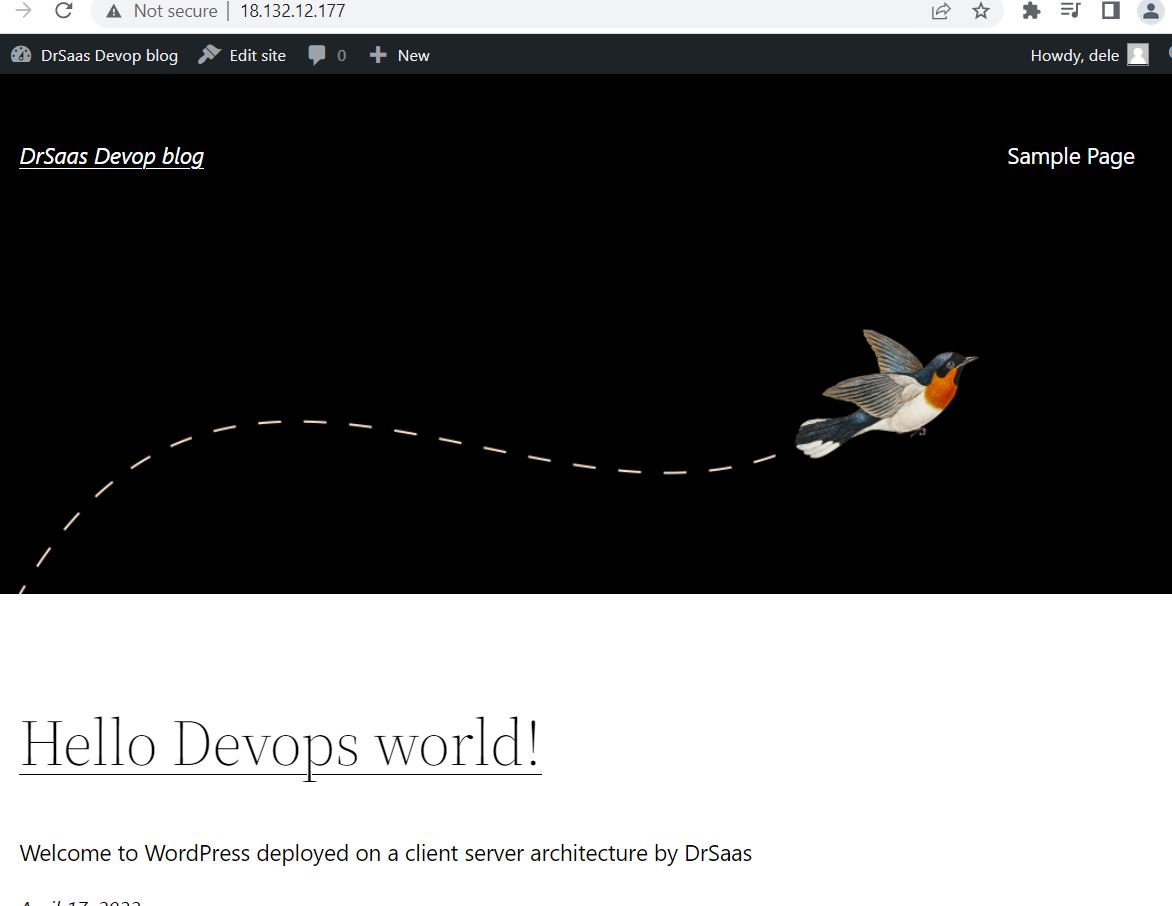 Not secure | 18.132.12.177
DrSaas Devop blog Edit site 0 New Howdy, dele
DrSaas Devop blog Sample Page
Hello Devops world!
Welcome to WordPress deployed on a client server architecture by DrSaas